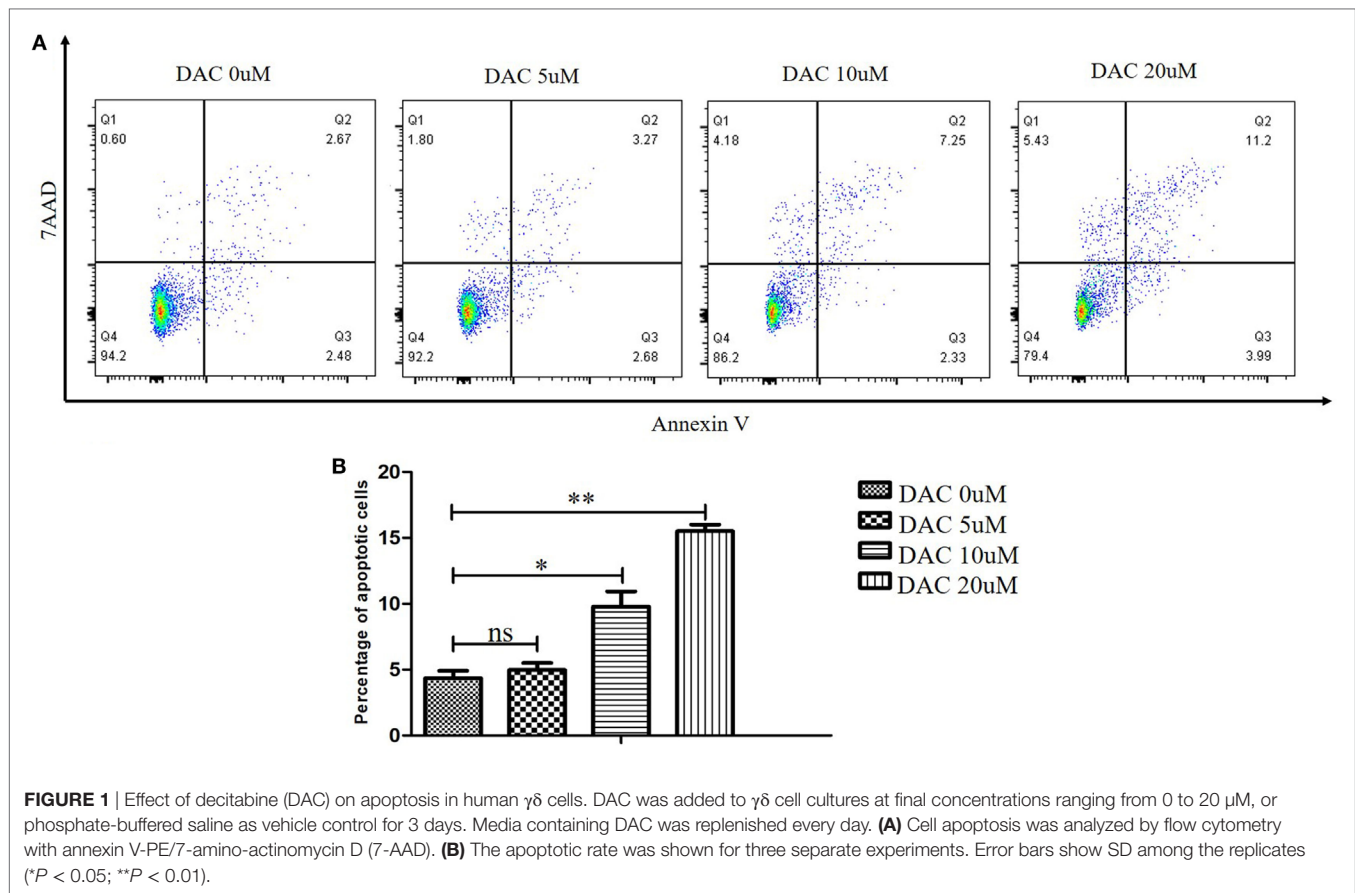 A
DAC 0uM
DAC 5uM
DAC 10uM
DAC 20uM
7AAD
Q1
0.60
Q2
2.67
Q4
94.2
Q3
2.48
Q1
1.80
Q2
3.27
Q4
92.2
Q3
2.68
Q1
4.18
Q2
7.25
Q4
86.2
Q3
2.33
Q1
5.43
Q2
11.2
Q4
79.4
Q3
3.99
Annexin V
B
Percentage of apoptotic cells
20
15
10
5
0
**
*
ns
DAC 0uM
DAC 5uM
DAC 10uM
DAC 20uM
FIGURE 1 | Effect of decitabine (DAC) on apoptosis in human γδ cells. DAC was added to γδ cell cultures at final concentrations ranging from 0 to 20 μM, or
phosphate-buffered saline as vehicle control for 3 days. Media containing DAC was replenished every day. (A) Cell apoptosis was analyzed by flow cytometry
with annexin V-PE/7-amino-actinomycin D (7-AAD). (B) The apoptotic rate was shown for three separate experiments. Error bars show SD among the replicates
(*P < 0.05; **P < 0.01).